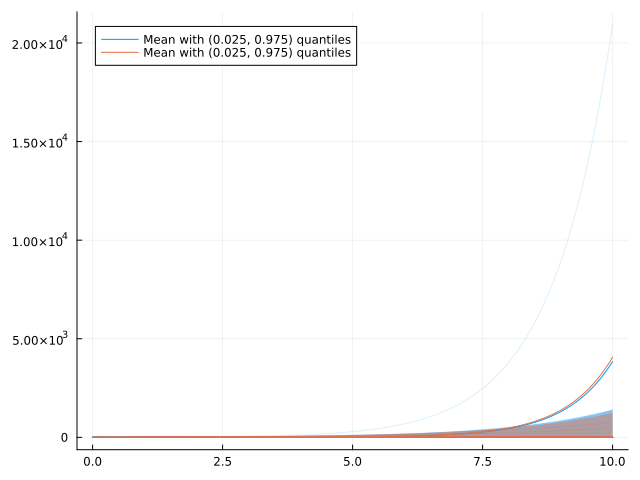 2.00×10⁴
Mean with (0.025, 0.975) quantiles
Mean with (0.025, 0.975) quantiles
1.50×10⁴
1.00×10⁴
5.00×10³
0
0.0 2.5 5.0 7.5 10.0